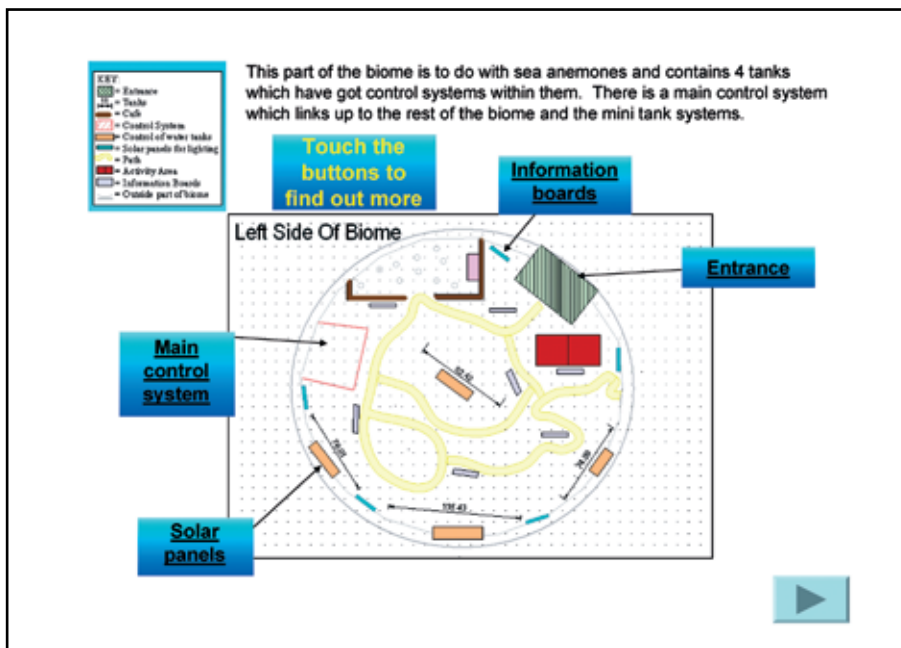 This part of the biome is to do with sea anemones and contains 4 tanks
which have got control systems within them. There is a main control system
which links up to the rest of the biome and the mini tank systems.
KEY:
= Entrance
= Tanks
= Cafe
= Control System
= Control of water tanks
= Solar panels for lighting
= Path
= Activity Area
= Information Boards
= Outside part of biome
Touch the
buttons to
find out more
Information
boards
Left Side Of Biome
Entrance
Main
control
system
Solar
panels